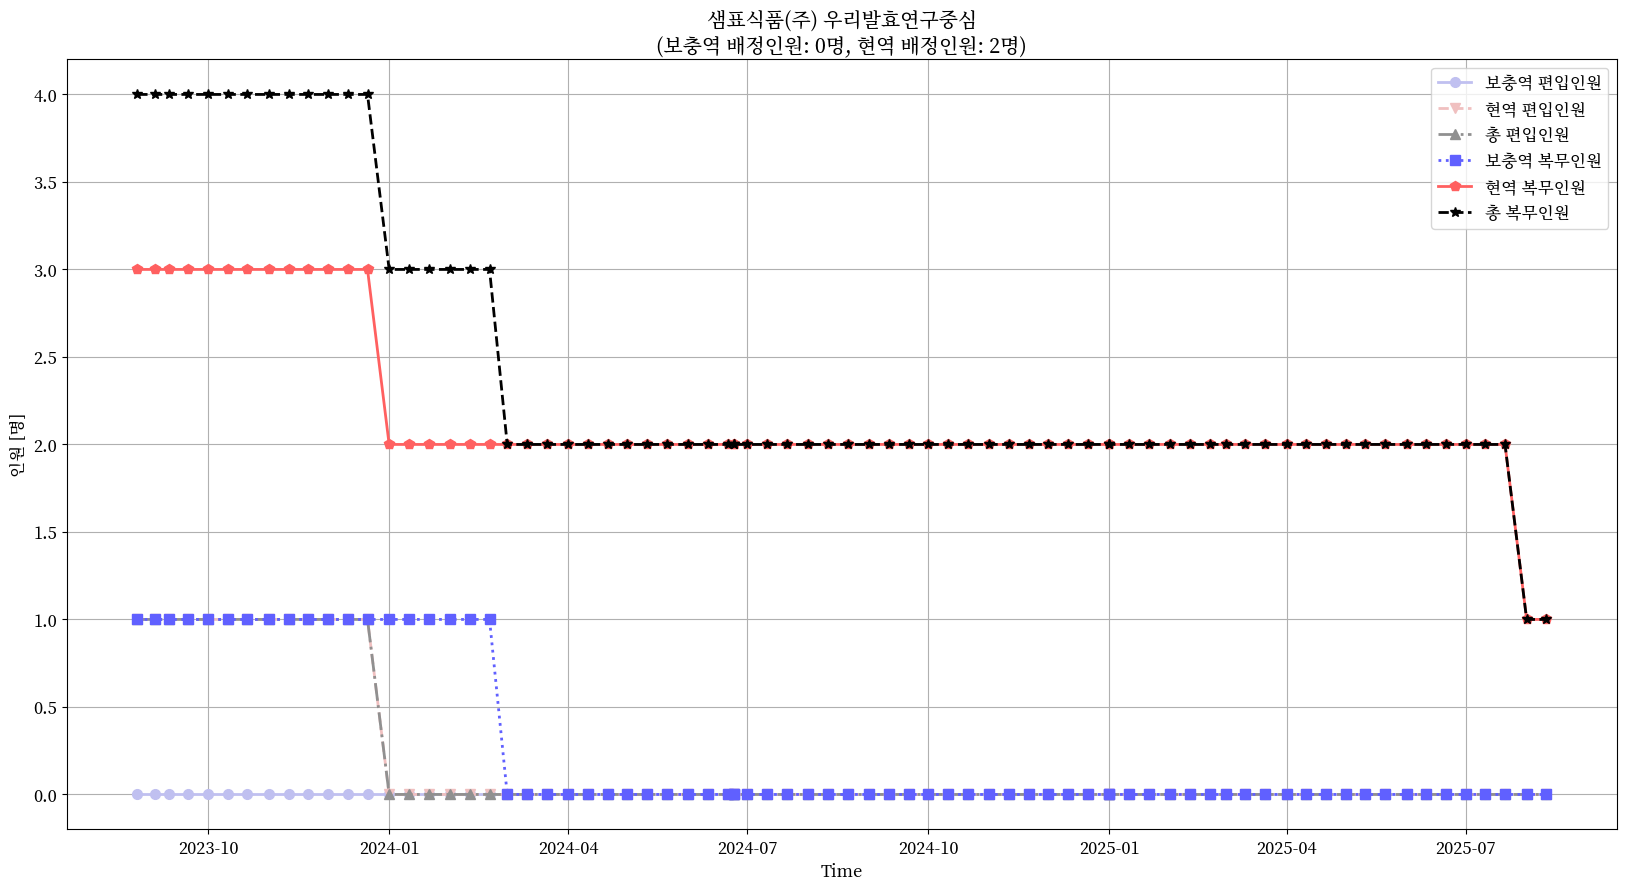 샘표식품(주) 우리발효연구중심
(보충역 배정인원: 0명, 현역 배정인원: 2명)
보충역 편입인원
현역 편입인원
총 편입인원
보충역 복무인원
현역 복무인원
총 복무인원
인원 [명]
4.0
3.5
3.0
2.5
2.0
1.5
1.0
0.5
0.0
2023-10 2024-01 2024-04 2024-07 2024-10 2025-01 2025-04 2025-07
Time